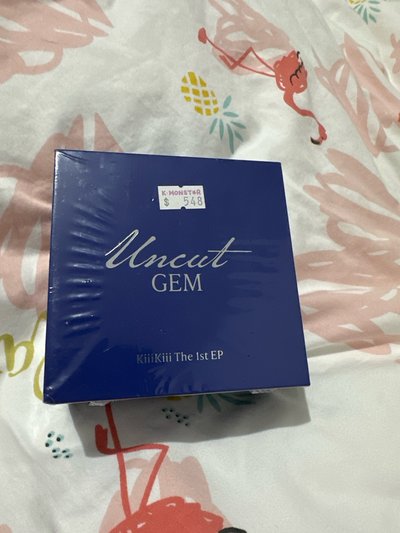 K-MONSTAR
$ 548
Uncut
GEM
KiiiKiii The 1st EP